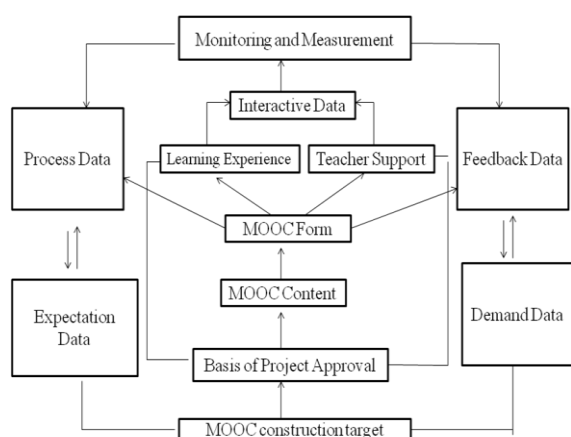 Monitoring and Measurement
Interactive Data
Process Data
Learning Experience
Teacher Support
Feedback Data
MOOC Form
MOOC Content
Expectation
Data
Demand Data
Basis of Project Approval
MOOC construction target